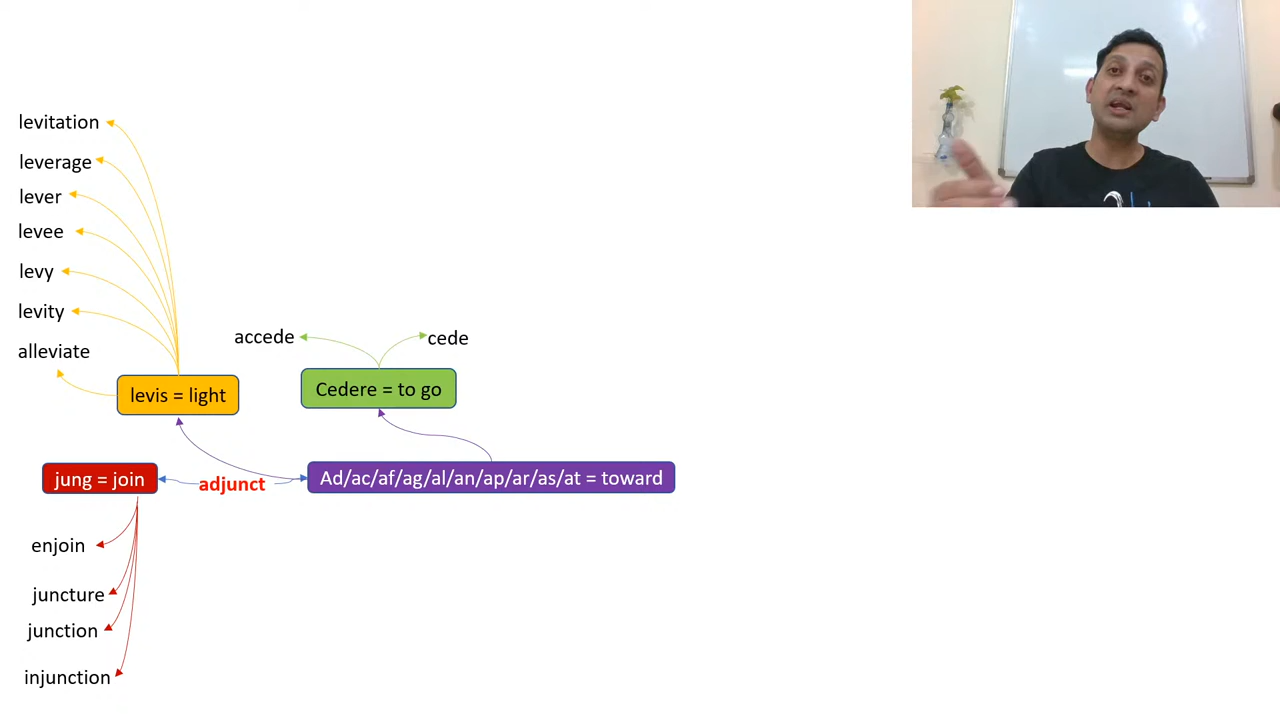 levitation
leverage
lever
levee
levy
levity
alleviate
levis = light
accede
cede
Cedere = to go
jung = join
adjunct
Ad/ac/af/ag/al/an/ap/ar/as/at = toward
enjoin
juncture
junction
injunction